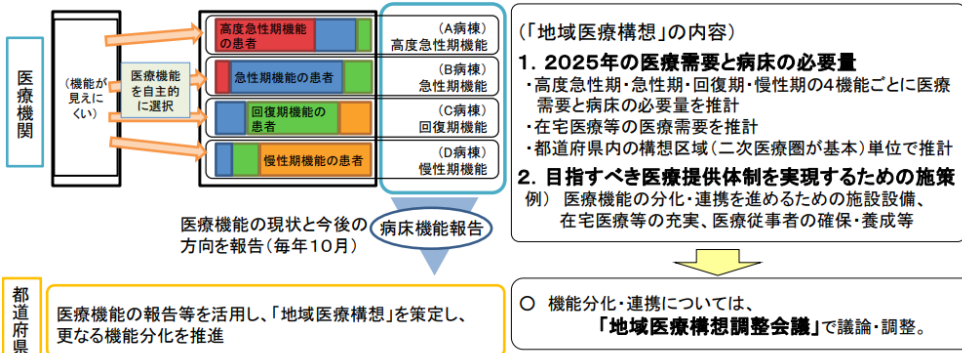 医療機関
(機能が
見えに
くい)
医療機能
を自主的
に選択
高度急性期機能
の患者
(A病棟)
高度急性期機能
急性期機能の患者
(B病棟)
急性期機能
回復期機能の
患者
(C病棟)
回復期機能
慢性期機能の患者
(D病棟)
慢性期機能
医療機能の現状と今後の
方向を報告(毎年10月)
病床機能報告
(「地域医療構想」の内容)
1. 2025年の医療需要と病床の必要量
・高度急性期・急性期・回復期・慢性期の4機能ごとに医療
需要と病床の必要量を推計
・在宅医療等の医療需要を推計
・都道府県内の構想区域(二次医療圏が基本)単位で推計
2. 目指すべき医療提供体制を実現するための施策
例) 医療機能の分化・連携を進めるための施設設備、
在宅医療等の充実、医療従事者の確保・養成等
都道府県
医療機能の報告等を活用し、「地域医療構想」を策定し、
更なる機能分化を推進
○ 機能分化・連携については、
「地域医療構想調整会議」で議論・調整。